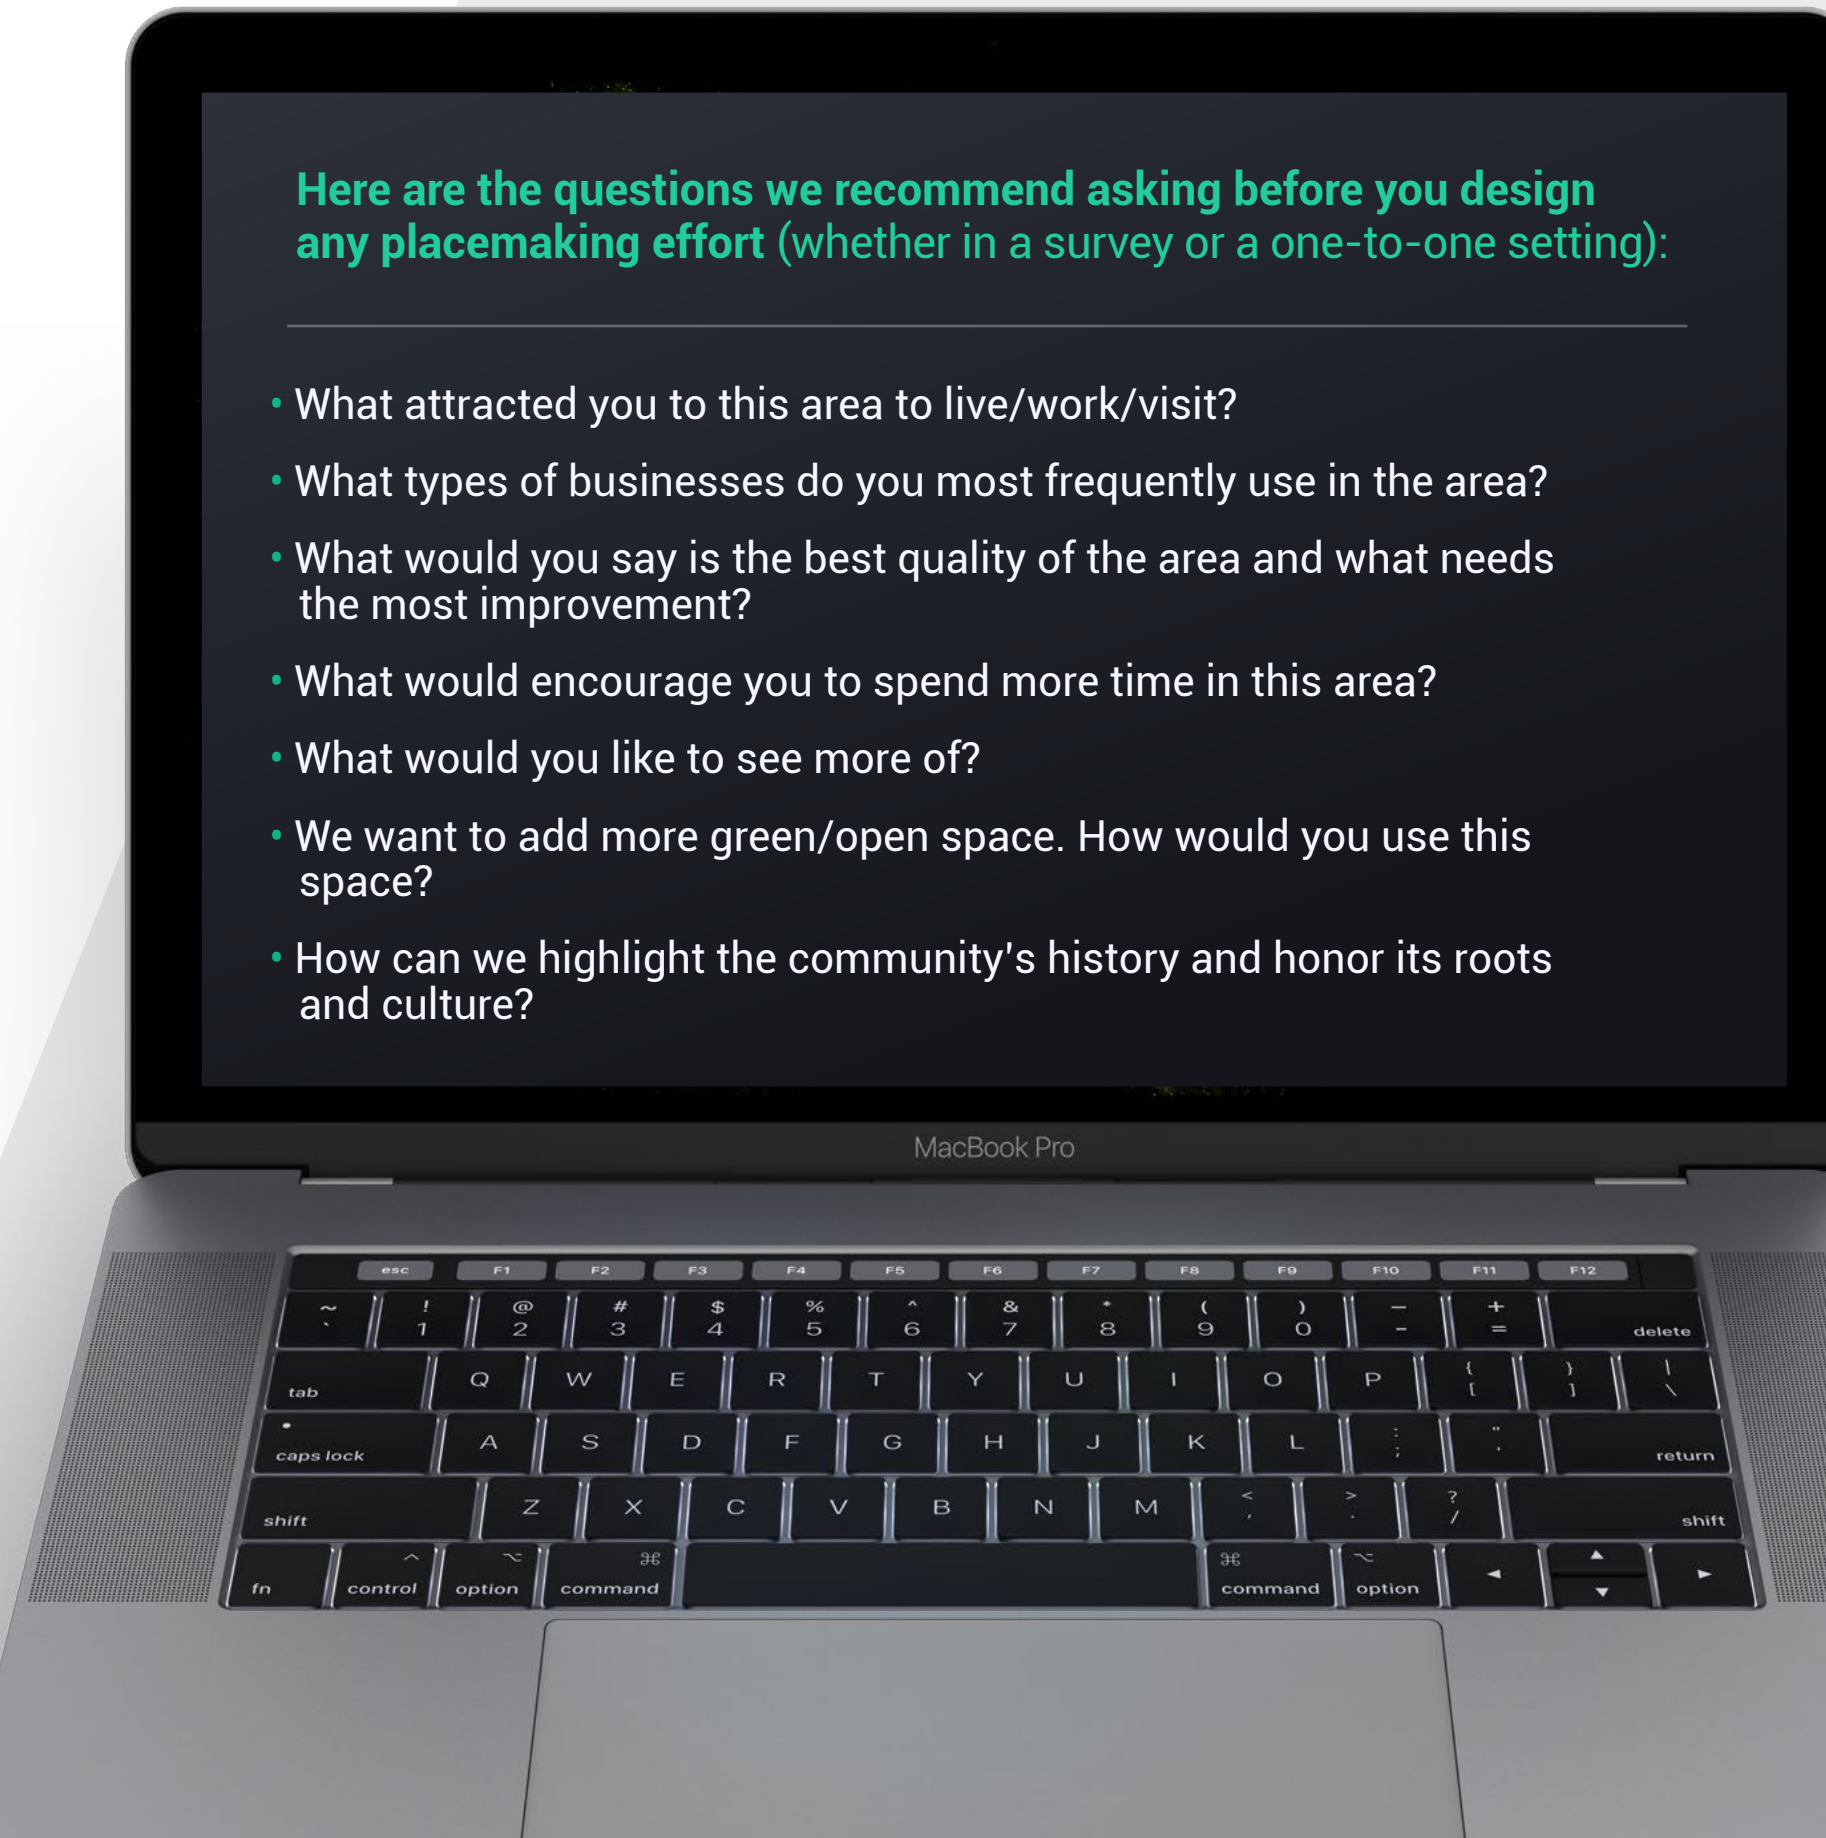 Here are the questions we recommend asking before you design
any placemaking effort (whether in a survey or a one-to-one setting):
• What attracted you to this area to live/work/visit?
• What types of businesses do you most frequently use in the area?
• What would you say is the best quality of the area and what needs
the most improvement?
• What would encourage you to spend more time in this area?
• What would you like to see more of?
• We want to add more green/open space. How would you use this
space?
• How can we highlight the community's history and honor its roots
and culture?
MacBook Pro
esc F1 F2 F3 F4 F5 F6 F7 F8 F9 F10 F11 F12
~ ! @ # $ % ^ & * ( ) — +
` 1 2 3 4 5 6 7 8 9 0 - = delete
tab Q W E R T Y U I O P { [ } ] | \
caps lock A S D F G H J K L : ; " ' return
shift Z X C V B N M < , > . ? / shift
fn control option command command option